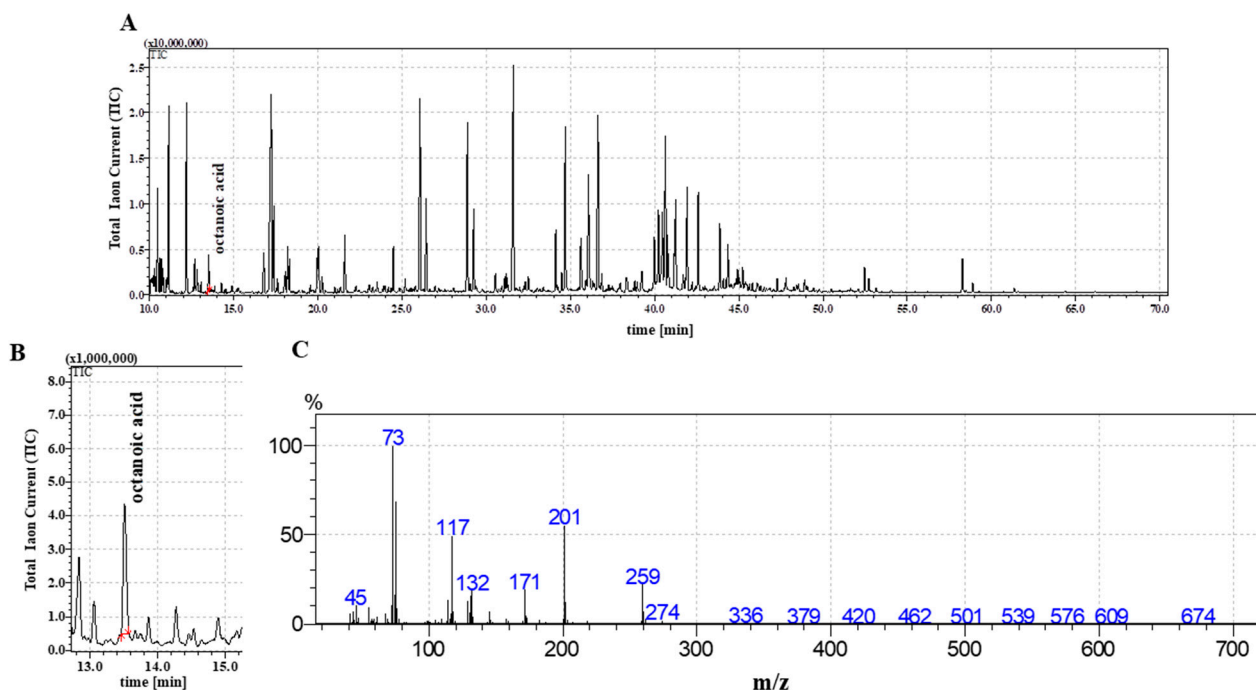 A
(x10,000,000)
TIC
2.5
2.0
1.5
1.0
0.5
0.0
Total Iaon Current (TIC)
octanoic acid
10.0 15.0 20.0 25.0 30.0 35.0 40.0 45.0 50.0 55.0 60.0 65.0 70.0
time [min]
B
(x1,000,000)
TIC
8.0
7.0
6.0
5.0
4.0
3.0
2.0
1.0
0.0
Total Iaon Current (TIC)
octanoic acid
13.0 14.0 15.0
time [min]
C
%
100
50
0
73
117
201
45
132
171
259
274
336
379
420
462
501
539
576
609
674
100 200 300 400 500 600 700
m/z